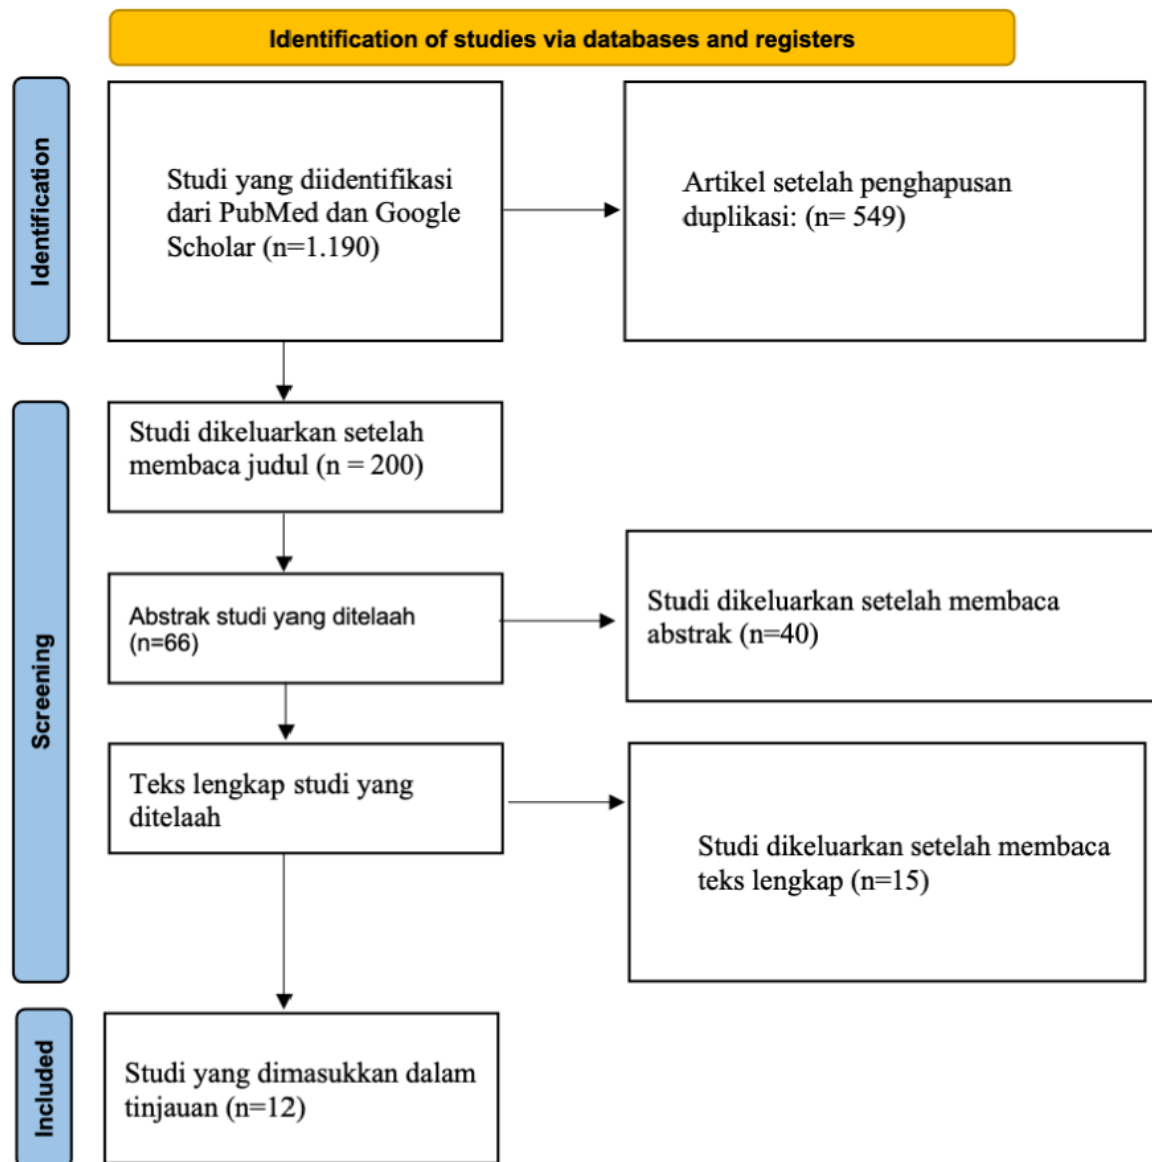 Identification of studies via databases and registers
Identification
Studi yang diidentifikasi
dari PubMed dan Google
Scholar (n=1.190)
Artikel setelah penghapusan
duplikasi: (n= 549)
Screening
Studi dikeluarkan setelah
membaca judul (n = 200)
Abstrak studi yang ditelaah
(n=66)
Studi dikeluarkan setelah membaca
abstrak (n=40)
Teks lengkap studi yang
ditelaah
Studi dikeluarkan setelah membaca
teks lengkap (n=15)
Included
Studi yang dimasukkan dalam
tinjauan (n=12)